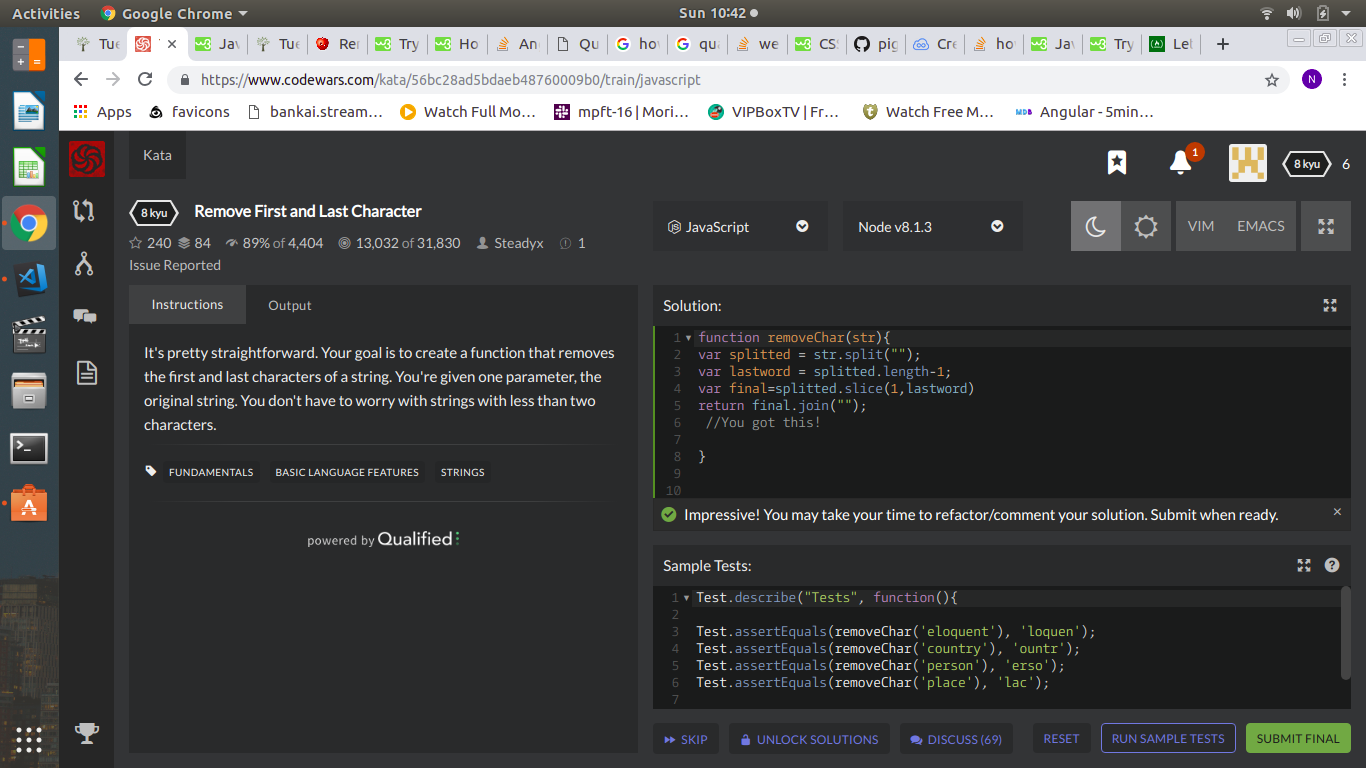 Activities Google Chrome Sun 10:42
Tue T Jav Tue Rer Try Ho An Qu hov qua we CSS pig Cre ho Jav Try Let
https://www.codewars.com/kata/56bc28ad5bdaeb48760009b0/train/javascript N
Apps favicons bankai.stream... Watch Full Mo... mpft-16 | Mori... VIPBoxTV | Fr... Watch Free M... MDB Angular - 5min...
Kata 1 8 kyu 6
8 kyu Remove First and Last Character
JavaScript Node v8.1.3 VIM EMACS
240 84 89% of 4,404 13,032 of 31,830 Steadyx 1
Issue Reported
Instructions Output
It's pretty straightforward. Your goal is to create a function that removes
the first and last characters of a string. You're given one parameter, the
original string. You don't have to worry with strings with less than two
characters.
FUNDAMENTALS BASIC LANGUAGE FEATURES STRINGS
powered by Qualified
Solution:
1 function removeChar(str){
2 var splitted = str.split("");
3 var lastword = splitted.length-1;
4 var final=splitted.slice(1,lastword)
5 return final.join("");
6 //You got this!
7
8 }
9
10
Impressive! You may take your time to refactor/comment your solution. Submit when ready. ×
Sample Tests:
1 Test.describe("Tests", function(){
2
3 Test.assertEquals(removeChar('eloquent'), 'loquen');
4 Test.assertEquals(removeChar('country'), 'ountr');
5 Test.assertEquals(removeChar('person'), 'erso');
6 Test.assertEquals(removeChar('place'), 'lac');
7
SKIP UNLOCK SOLUTIONS DISCUSS (69) RESET RUN SAMPLE TESTS SUBMIT FINAL